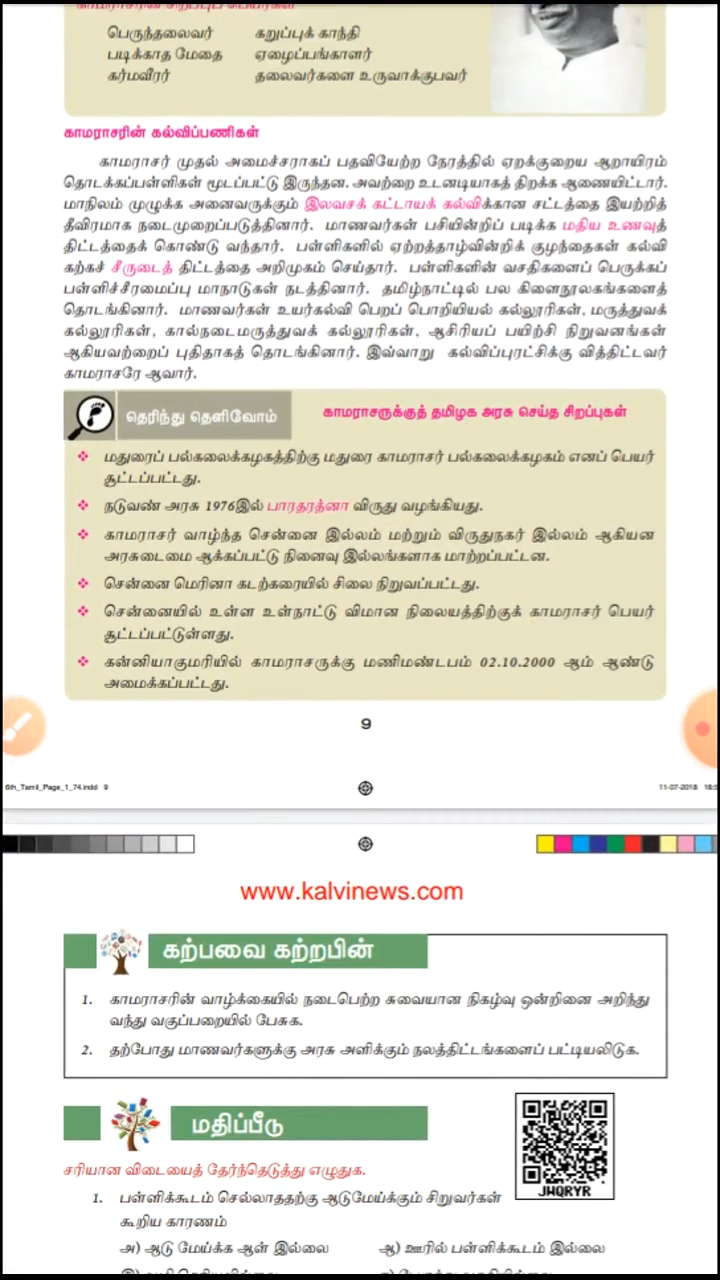 காமராசரின் சிறப்புப் பெயர்கள்
பெருந்தலைவர் கறுப்புக் காந்தி
படிக்காத மேதை ஏழைப்பங்காளர்
கர்மவீரர் தலைவர்களை உருவாக்குபவர்
காமராசரின் கல்விப்பணிகள்
காமராசர் முதல் அமைச்சராகப் பதவியேற்ற நேரத்தில் ஏறக்குறைய ஆறாயிரம்
தொடக்கப்பள்ளிகள் மூடப்பட்டு இருந்தன. அவற்றை உடனடியாகத் திறக்க ஆணையிட்டார்.
மாநிலம் முழுக்க அனைவருக்கும் இலவசக் கட்டாயக் கல்விக்கான சட்டத்தை இயற்றித்
தீவிரமாக நடைமுறைப்படுத்தினார். மாணவர்கள் பசியின்றிப் படிக்க மதிய உணவுத்
திட்டத்தைக் கொண்டு வந்தார். பள்ளிகளில் ஏற்றத்தாழ்வின்றிக் குழந்தைகள் கல்வி
கற்கச் சீருடைத் திட்டத்தை அறிமுகம் செய்தார். பள்ளிகளின் வசதிகளைப் பெருக்கப்
பள்ளிச்சீரமைப்பு மாநாடுகள் நடத்தினார். தமிழ்நாட்டில் பல கிளைநூலகங்களைத்
தொடங்கினார். மாணவர்கள் உயர்கல்வி பெறப் பொறியியல் கல்லூரிகள், மருத்துவக்
கல்லூரிகள், கால்நடைமருத்துவக் கல்லூரிகள், ஆசிரியப் பயிற்சி நிறுவனங்கள்
ஆகியவற்றைப் புதிதாகத் தொடங்கினார். இவ்வாறு கல்விப்புரட்சிக்கு வித்திட்டவர்
காமராசரே ஆவார்.
தெரிந்து தெளிவோம் காமராசருக்குத் தமிழக அரசு செய்த சிறப்புகள்
❖ மதுரைப் பல்கலைக்கழகத்திற்கு மதுரை காமராசர் பல்கலைக்கழகம் எனப் பெயர்
சூட்டப்பட்டது.
❖ நடுவண் அரசு 1976இல் பாரதரத்னா விருது வழங்கியது.
❖ காமராசர் வாழ்ந்த சென்னை இல்லம் மற்றும் விருதுநகர் இல்லம் ஆகியன
அரசுடைமை ஆக்கப்பட்டு நினைவு இல்லங்களாக மாற்றப்பட்டன.
❖ சென்னை மெரினா கடற்கரையில் சிலை நிறுவப்பட்டது.
❖ சென்னையில் உள்ள உள்நாட்டு விமான நிலையத்திற்குக் காமராசர் பெயர்
சூட்டப்பட்டுள்ளது.
❖ கன்னியாகுமரியில் காமராசருக்கு மணிமண்டபம் 02.10.2000 ஆம் ஆண்டு
அமைக்கப்பட்டது.
9
6th_Tamil_Page_1_74.indd 9 11-07-2018
www.kalvinews.com
கற்பவை கற்றபின்
1. காமராசரின் வாழ்க்கையில் நடைபெற்ற சுவையான நிகழ்வு ஒன்றினை அறிந்து
வந்து வகுப்பறையில் பேசுக.
2. தற்போது மாணவர்களுக்கு அரசு அளிக்கும் நலத்திட்டங்களைப் பட்டியலிடுக.
மதிப்பீடு
JWQRYR
சரியான விடையைத் தேர்ந்தெடுத்து எழுதுக.
1. பள்ளிக்கூடம் செல்லாததற்கு ஆடுமேய்க்கும் சிறுவர்கள்
கூறிய காரணம்
அ) ஆடு மேய்க்க ஆள் இல்லை ஆ) ஊரில் பள்ளிக்கூடம் இல்லை